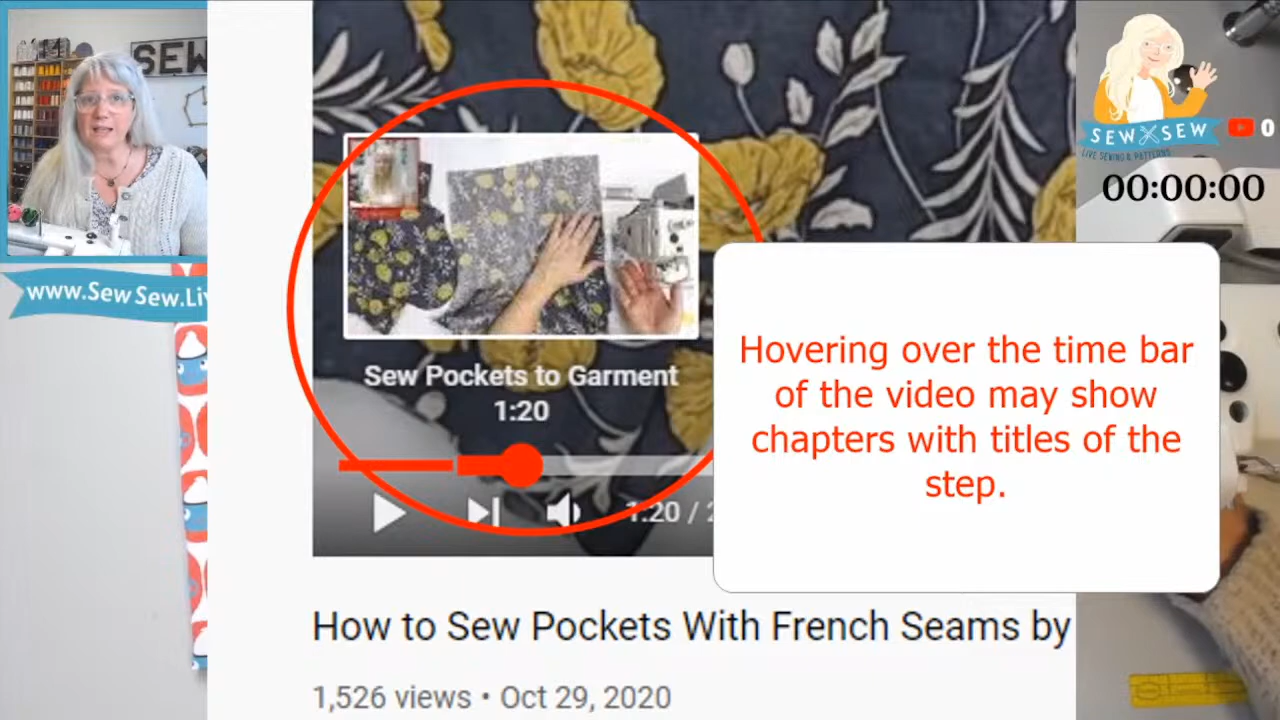 SEW
SEW SEW
LIVE SEWING & PATTERNS
0
00:00:00
www.SewSew.Li
Sew Pockets to Garment
1:20
1:20 / 2
Hovering over the time bar
of the video may show
chapters with titles of the
step.
How to Sew Pockets With French Seams by
1,526 views • Oct 29, 2020